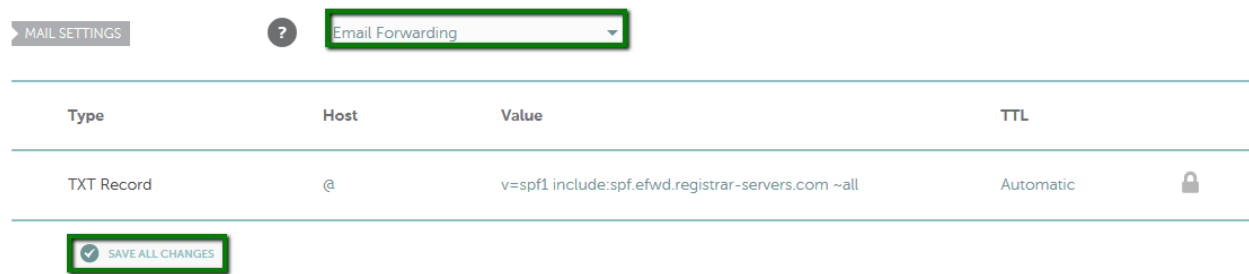 MAIL SETTINGS ? Email Forwarding
Type Host Value TTL
TXT Record @ v=spf1 include:spf.efwd.registrar-servers.com ~all Automatic
SAVE ALL CHANGES